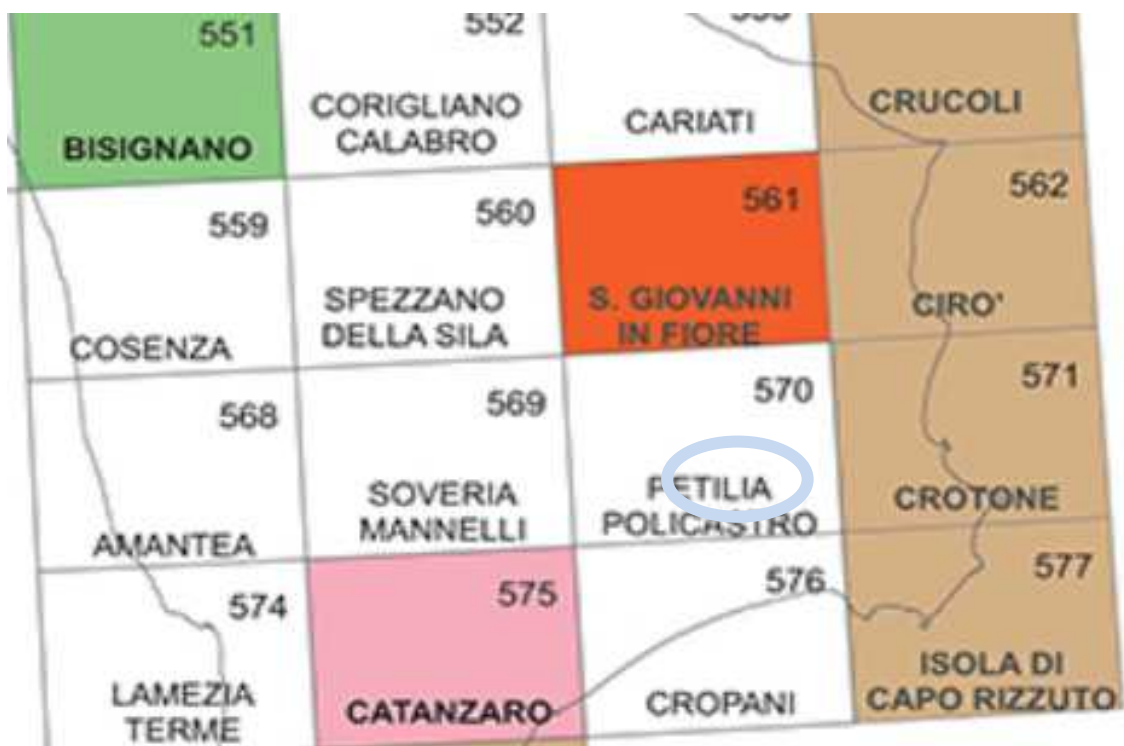 551
BISIGNANO
552
CORIGLIANO
CALABRO
CARIATI
CRUCOLI
559
COSENZA
560
SPEZZANO
DELLA SILA
561
S. GIOVANNI
IN FIORE
562
CIRO'
568
AMANTEA
569
SOVERIA
MANNELLI
570
PETILIA
POLICASTRO
571
CROTONE
574
LAMEZIA
TERME
575
CATANZARO
576
CROPANI
577
ISOLA DI
CAPO RIZZUTO